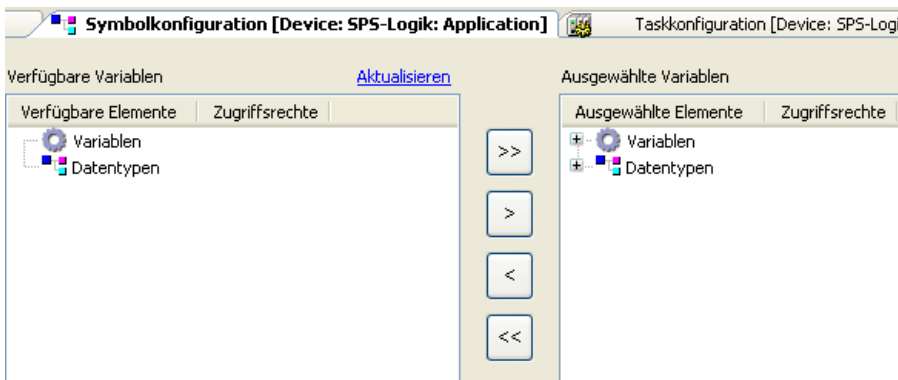 Symbolkonfiguration [Device: SPS-Logik: Application]
Taskkonfiguration [Device: SPS-Logi
Verfügbare Variablen
Aktualisieren
Ausgewählte Variablen
Verfügbare Elemente
Zugriffsrechte
Ausgewählte Elemente
Zugriffsrechte
Variablen
Datentypen
>>
>
<
<<
Variablen
Datentypen